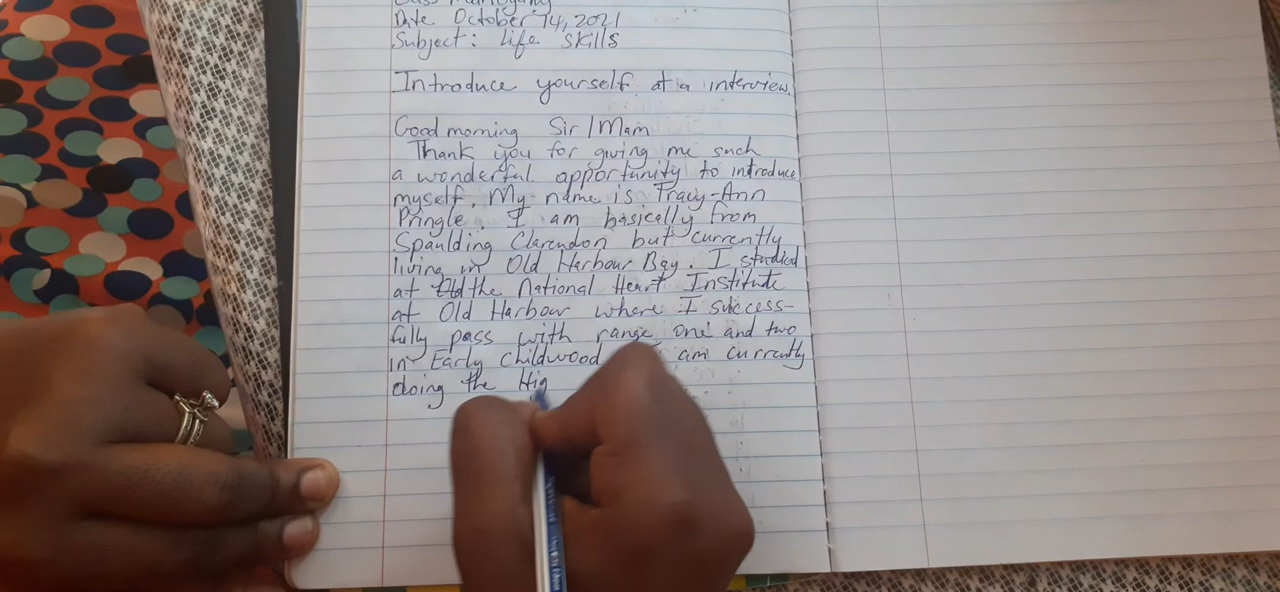 Date October 14, 2021
Subject: Life skills
Introduce yourself at a interview.
Good morning Sir/Mam
Thank you for giving me such
a wonderful opportunity to introduce
myself. My name is Tracy-Ann
Pringle. I am basically from
Spaulding Clarendon but currently
living in Old Harbour Bay. I studied
at the National Heart Institute
at Old Harbour where I success-
fully pass with range one and two
in Early childwood am currently
doing the Hig